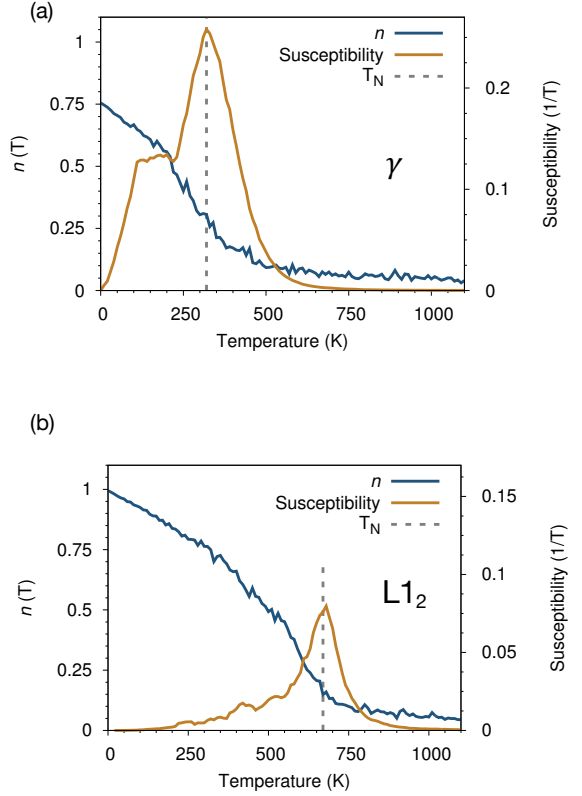 (a)
n
Susceptibility
T_N
γ
n (T)
1
0.75
0.5
0.25
0
0.2
0.1
0
Susceptibility (1/T)
0 250 500 750 1000
Temperature (K)
(b)
n
Susceptibility
T_N
L1₂
n (T)
1
0.75
0.5
0.25
0
0.15
0.1
0.05
0
Susceptibility (1/T)
0 250 500 750 1000
Temperature (K)